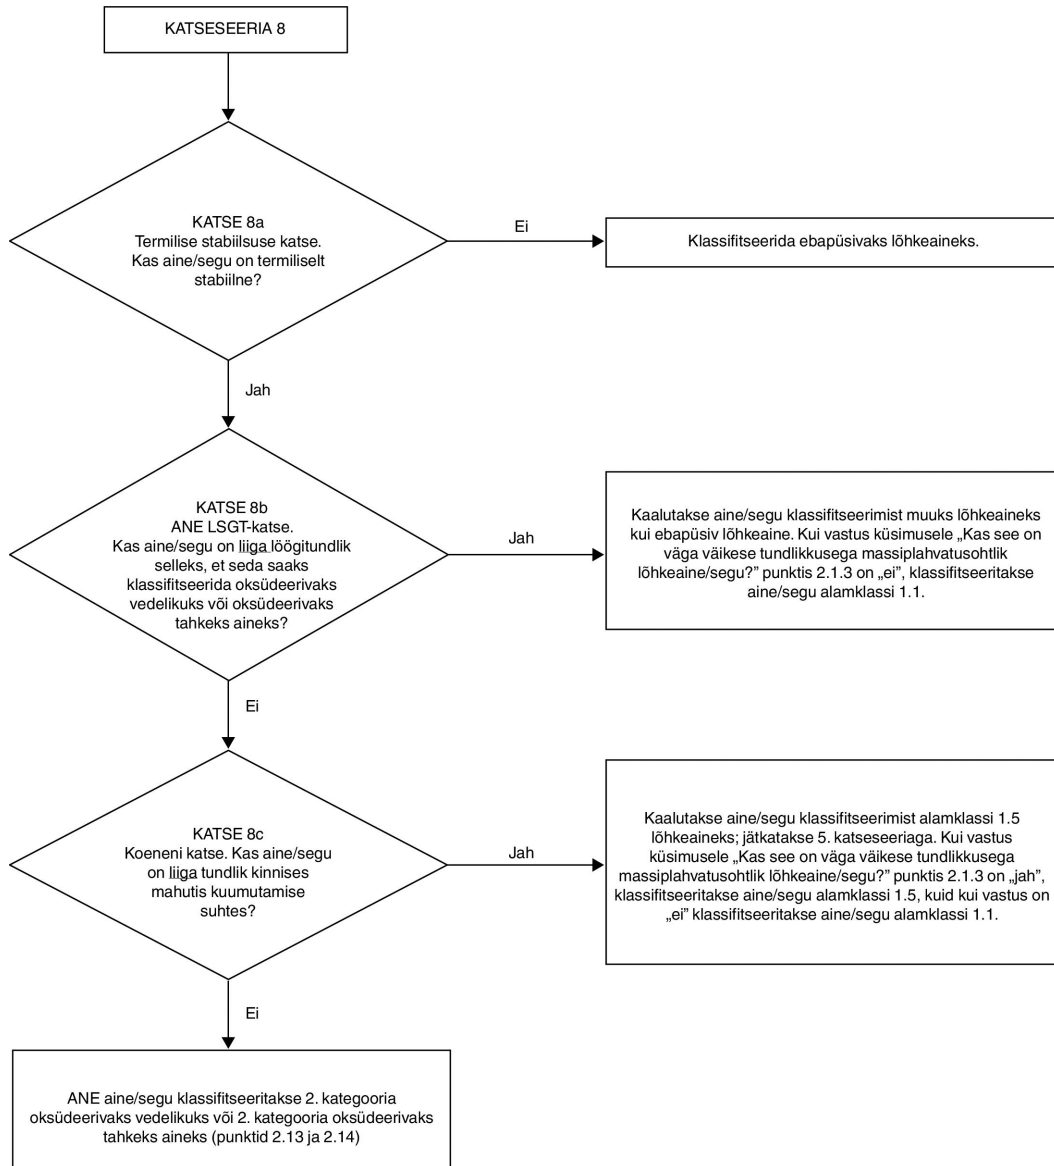 KATSESEERIA 8
KATSE 8a
Termilise stabiilsuse katse.
Kas aine/segu on termiliselt
stabiilne?
Ei
Klassifitseerida ebapüsivaks lõhkeaineks.
Jah
KATSE 8b
ANE LSGT-katse.
Kas aine/segu on liiga löögitundlik
selleks, et seda saaks
klassifitseerida oksüdeerivaks
vedelikuks või oksüdeerivaks
tahkeks aineks?
Jah
Kaalutakse aine/segu klassifitseerimist muuks lõhkeaineks
kui ebapüsiv lõhkeaine. Kui vastus küsimusele „Kas see on
väga väikese tundlikkusega massiplahvatusohtlik
lõhkeaine/segu?” punktis 2.1.3 on „ei”, klassifitseeritakse
aine/segu alamklassi 1.1.
Ei
KATSE 8c
Koeneni katse. Kas aine/segu
on liiga tundlik kinnises
mahutis kuumutamise
suhtes?
Jah
Kaalutakse aine/segu klassifitseerimist alamklassi 1.5
lõhkeaineks; jätkatakse 5. katseseeriaga. Kui vastus
küsimusele „Kas see on väga väikese tundlikkusega
massiplahvatusohtlik lõhkeaine/segu?” punktis 2.1.3 on „jah”,
klassifitseeritakse aine/segu alamklassi 1.5, kuid kui vastus on
„ei” klassifitseeritakse aine/segu alamklassi 1.1.
Ei
ANE aine/segu klassifitseeritakse 2. kategooria
oksüdeerivaks vedelikuks või 2. kategooria oksüdeerivaks
tahkeks aineks (punktid 2.13 ja 2.14)